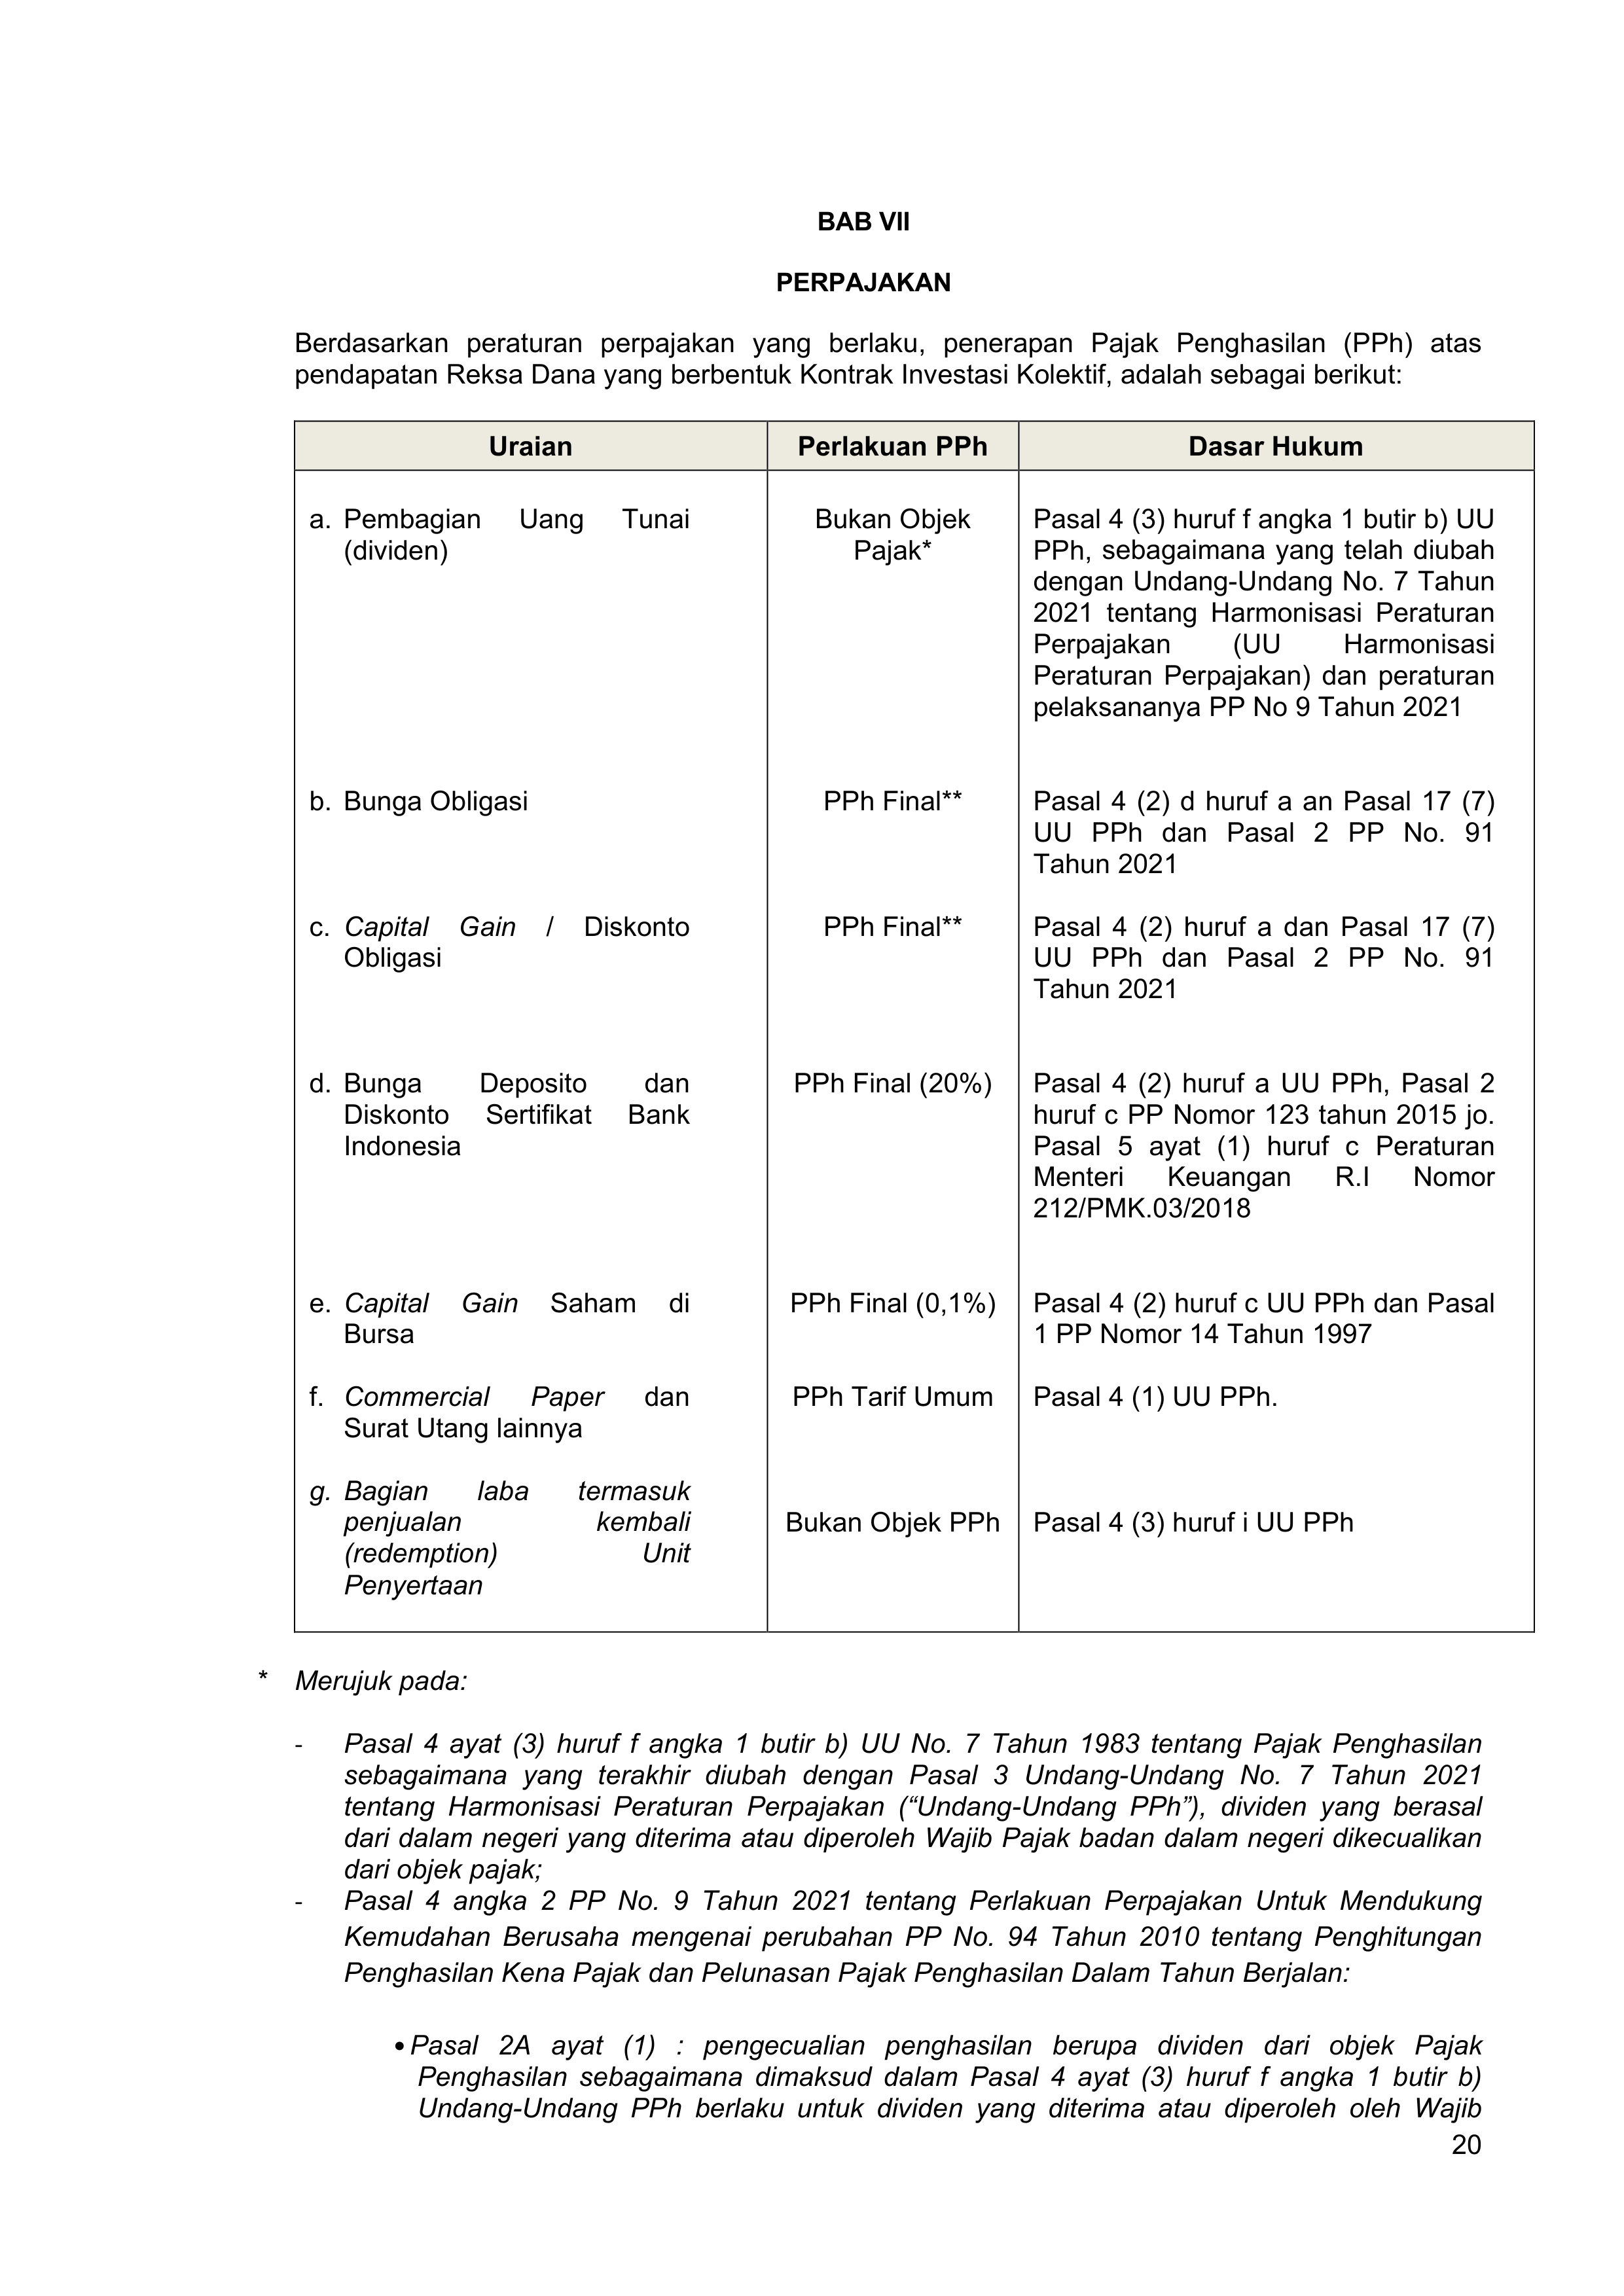 BAB VII
PERPAJAKAN
Berdasarkan peraturan perpajakan yang berlaku, penerapan Pajak Penghasilan (PPh) atas
pendapatan Reksa Dana yang berbentuk Kontrak Investasi Kolektif, adalah sebagai berikut:
Uraian Perlakuan PPh Dasar Hukum
a. Pembagian Uang Tunai
(dividen)
Bukan Objek
Pajak*
Pasal 4 (3) huruf f angka 1 butir b) UU
PPh, sebagaimana yang telah diubah
dengan Undang-Undang No. 7 Tahun
2021 tentang Harmonisasi Peraturan
Perpajakan (UU Harmonisasi
Peraturan Perpajakan) dan peraturan
pelaksananya PP No 9 Tahun 2021
b. Bunga Obligasi
PPh Final**
Pasal 4 (2) d huruf a an Pasal 17 (7)
UU PPh dan Pasal 2 PP No. 91
Tahun 2021
c. Capital Gain / Diskonto
Obligasi
PPh Final**
Pasal 4 (2) huruf a dan Pasal 17 (7)
UU PPh dan Pasal 2 PP No. 91
Tahun 2021
d. Bunga Deposito dan
Diskonto Sertifikat Bank
Indonesia
PPh Final (20%)
Pasal 4 (2) huruf a UU PPh, Pasal 2
huruf c PP Nomor 123 tahun 2015 jo.
Pasal 5 ayat (1) huruf c Peraturan
Menteri Keuangan R.I Nomor
212/PMK.03/2018
e. Capital Gain Saham di
Bursa
PPh Final (0,1%)
Pasal 4 (2) huruf c UU PPh dan Pasal
1 PP Nomor 14 Tahun 1997
f. Commercial Paper dan
Surat Utang lainnya
PPh Tarif Umum
Pasal 4 (1) UU PPh.
g. Bagian laba termasuk
penjualan kembali
(redemption) Unit
Penyertaan
Bukan Objek PPh
Pasal 4 (3) huruf i UU PPh
* Merujuk pada:
- Pasal 4 ayat (3) huruf f angka 1 butir b) UU No. 7 Tahun 1983 tentang Pajak Penghasilan
sebagaimana yang terakhir diubah dengan Pasal 3 Undang-Undang No. 7 Tahun 2021
tentang Harmonisasi Peraturan Perpajakan (“Undang-Undang PPh”), dividen yang berasal
dari dalam negeri yang diterima atau diperoleh Wajib Pajak badan dalam negeri dikecualikan
dari objek pajak;
- Pasal 4 angka 2 PP No. 9 Tahun 2021 tentang Perlakuan Perpajakan Untuk Mendukung
Kemudahan Berusaha mengenai perubahan PP No. 94 Tahun 2010 tentang Penghitungan
Penghasilan Kena Pajak dan Pelunasan Pajak Penghasilan Dalam Tahun Berjalan:
• Pasal 2A ayat (1) : pengecualian penghasilan berupa dividen dari objek Pajak
Penghasilan sebagaimana dimaksud dalam Pasal 4 ayat (3) huruf f angka 1 butir b)
Undang-Undang PPh berlaku untuk dividen yang diterima atau diperoleh oleh Wajib
20